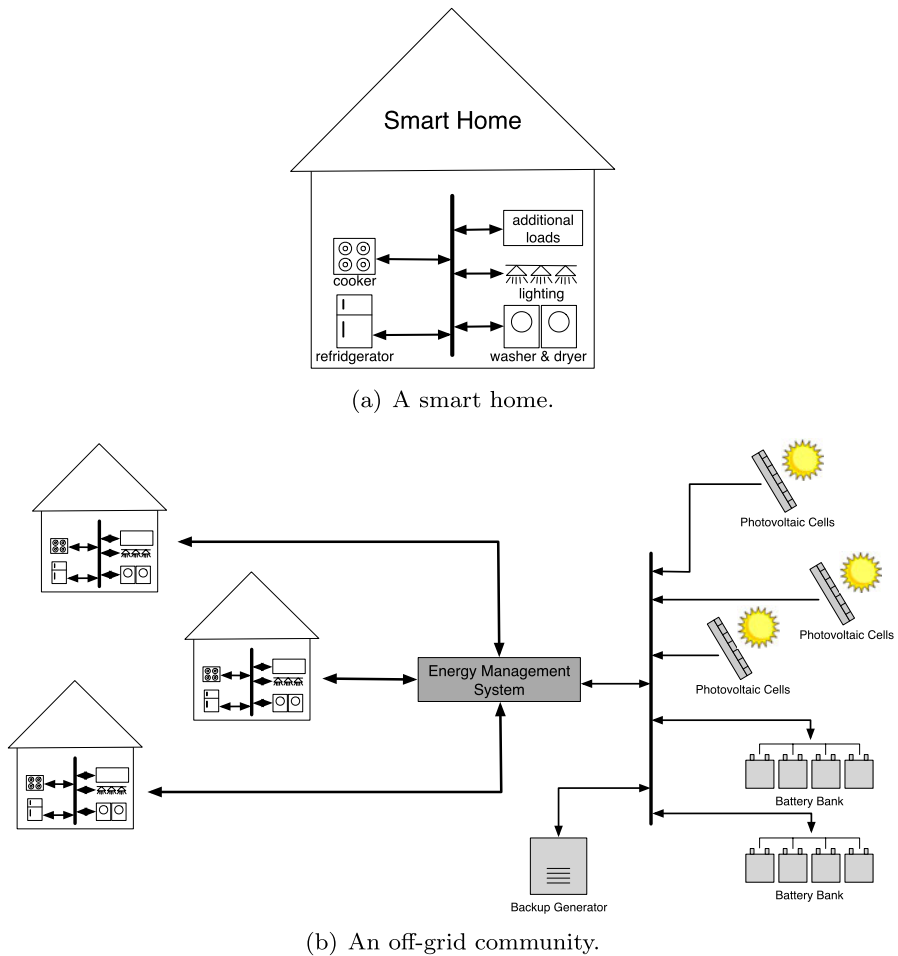 Smart Home
additional
loads
cooker
lighting
refridgerator
washer & dryer
(a) A smart home.
Photovoltaic Cells
Photovoltaic Cells
Energy Management
System
Photovoltaic Cells
Battery Bank
Battery Bank
Backup Generator
(b) An off-grid community.